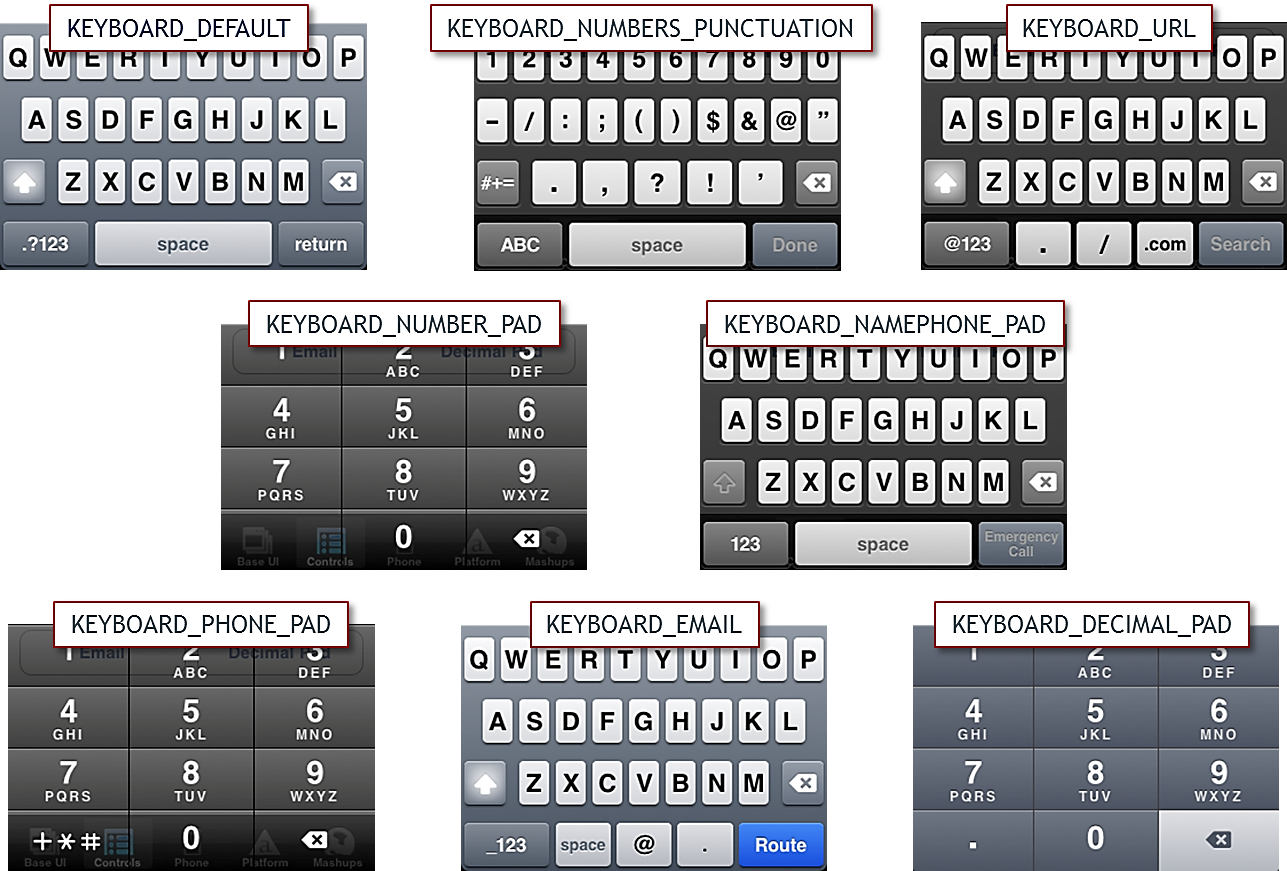 KEYBOARD_DEFAULT
Q W E R T Y U I O P
A S D F G H J K L
Z X C V B N M
.?123 space return
KEYBOARD_NUMBERS_PUNCTUATION
1 2 3 4 5 6 7 8 9 0
- / : ; ( ) $ & @ ”
#+= . , ? ! ’
ABC space Done
KEYBOARD_URL
Q W E R T Y U I O P
A S D F G H J K L
Z X C V B N M
@123 . / .com Search
KEYBOARD_NUMBER_PAD
Email Decimal Pad
1 2 3
ABC DEF
4 5 6
GHI JKL MNO
7 8 9
PQRS TUV WXYZ
0
Base UI Controls Phone Platform Mashups
KEYBOARD_NAMEPHONE_PAD
Q W E R T Y U I O P
A S D F G H J K L
Z X C V B N M
123 space Emergency
Call
KEYBOARD_PHONE_PAD
Email Decimal Pad
1 2 3
ABC DEF
4 5 6
GHI JKL MNO
7 8 9
PQRS TUV WXYZ
+*# 0
Base UI Controls Phone Platform Mashups
KEYBOARD_EMAIL
Q W E R T Y U I O P
A S D F G H J K L
Z X C V B N M
_123 space @ . Route
KEYBOARD_DECIMAL_PAD
1 2 3
ABC DEF
4 5 6
GHI JKL MNO
7 8 9
PQRS TUV WXYZ
. 0